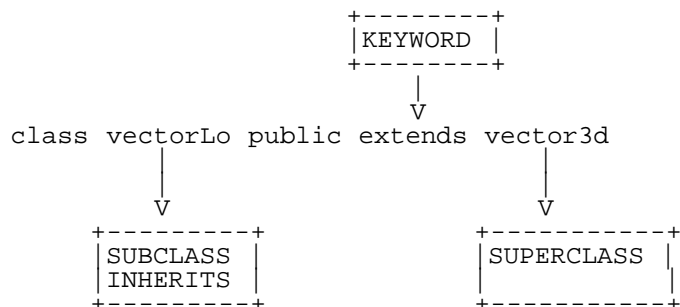 KEYWORD
class vectorLo public extends vector3d
SUBCLASS
INHERITS
SUPERCLASS